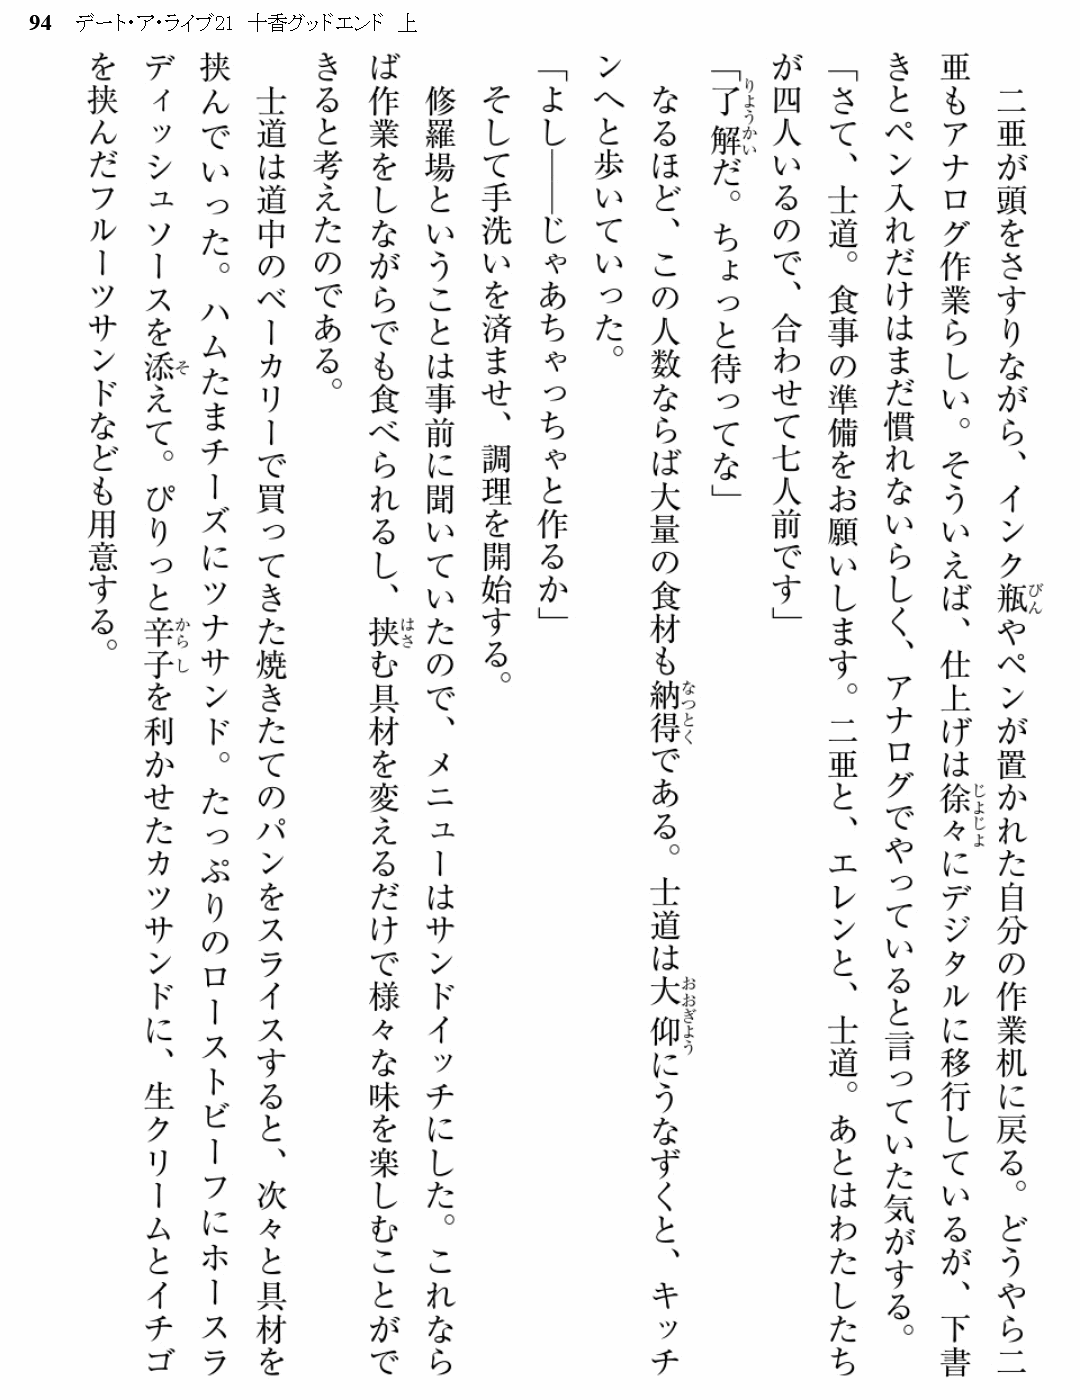 94 デート・ア・ライブ21 十香グッドエンド 上
二亜が頭をさすりながら、インク瓶やペンが置かれた自分の作業机に戻る。どうやら二
亜もアナログ作業らしい。そういえば、仕上げは徐々にデジタルに移行しているが、下書
きとペン入れだけはまだ慣れないらしく、アナログでやっていると言っていた気がする。
「さて、士道。食事の準備をお願いします。二亜と、エレンと、士道。あとはわたしたち
が四人いるので、合わせて七人前です」
「了解だ。ちょっと待ってな」
なるほど、この人数ならば大量の食材も納得である。士道は大仰にうなずくと、キッチ
ンへと歩いていった。
「よし――じゃあちゃっちゃと作るか」
そして手洗いを済ませ、調理を開始する。
修羅場ということは事前に聞いていたので、メニューはサンドイッチにした。これなら
ば作業をしながらでも食べられるし、挟む具材を変えるだけで様々な味を楽しむことがで
きると考えたのである。
士道は道中のベーカリーで買ってきた焼きたてのパンをスライスすると、次々と具材を
挟んでいった。ハムたまチーズにツナサンド。たっぷりのローストビーフにホースラ
ディッシュソースを添えて。ぴりっと辛子を利かせたカツサンドに、生クリームとイチゴ
を挟んだフルーツサンドなども用意する。